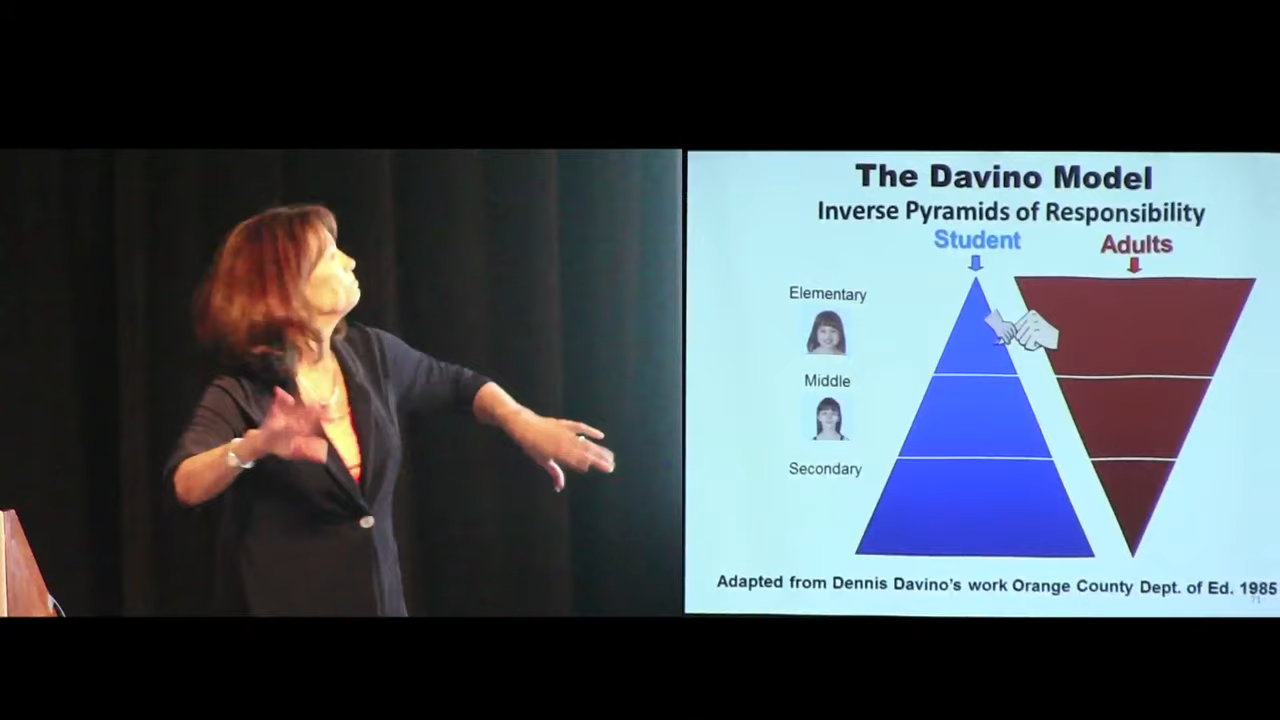 The Davino Model
Inverse Pyramids of Responsibility
Student Adults
Elementary
Middle
Secondary
Adapted from Dennis Davino's work Orange County Dept. of Ed. 1985
71